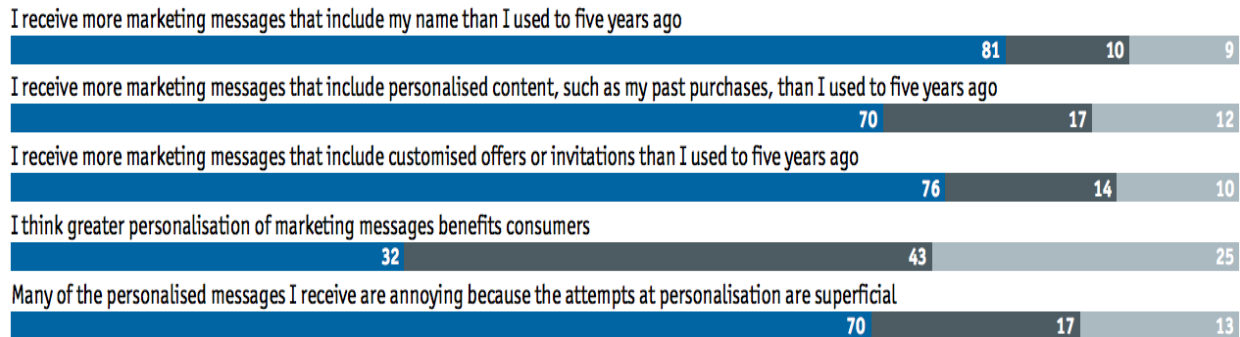 I receive more marketing messages that include my name than I used to five years ago
81 10 9
I receive more marketing messages that include personalised content, such as my past purchases, than I used to five years ago
70 17 12
I receive more marketing messages that include customised offers or invitations than I used to five years ago
76 14 10
I think greater personalisation of marketing messages benefits consumers
32 43 25
Many of the personalised messages I receive are annoying because the attempts at personalisation are superficial
70 17 13